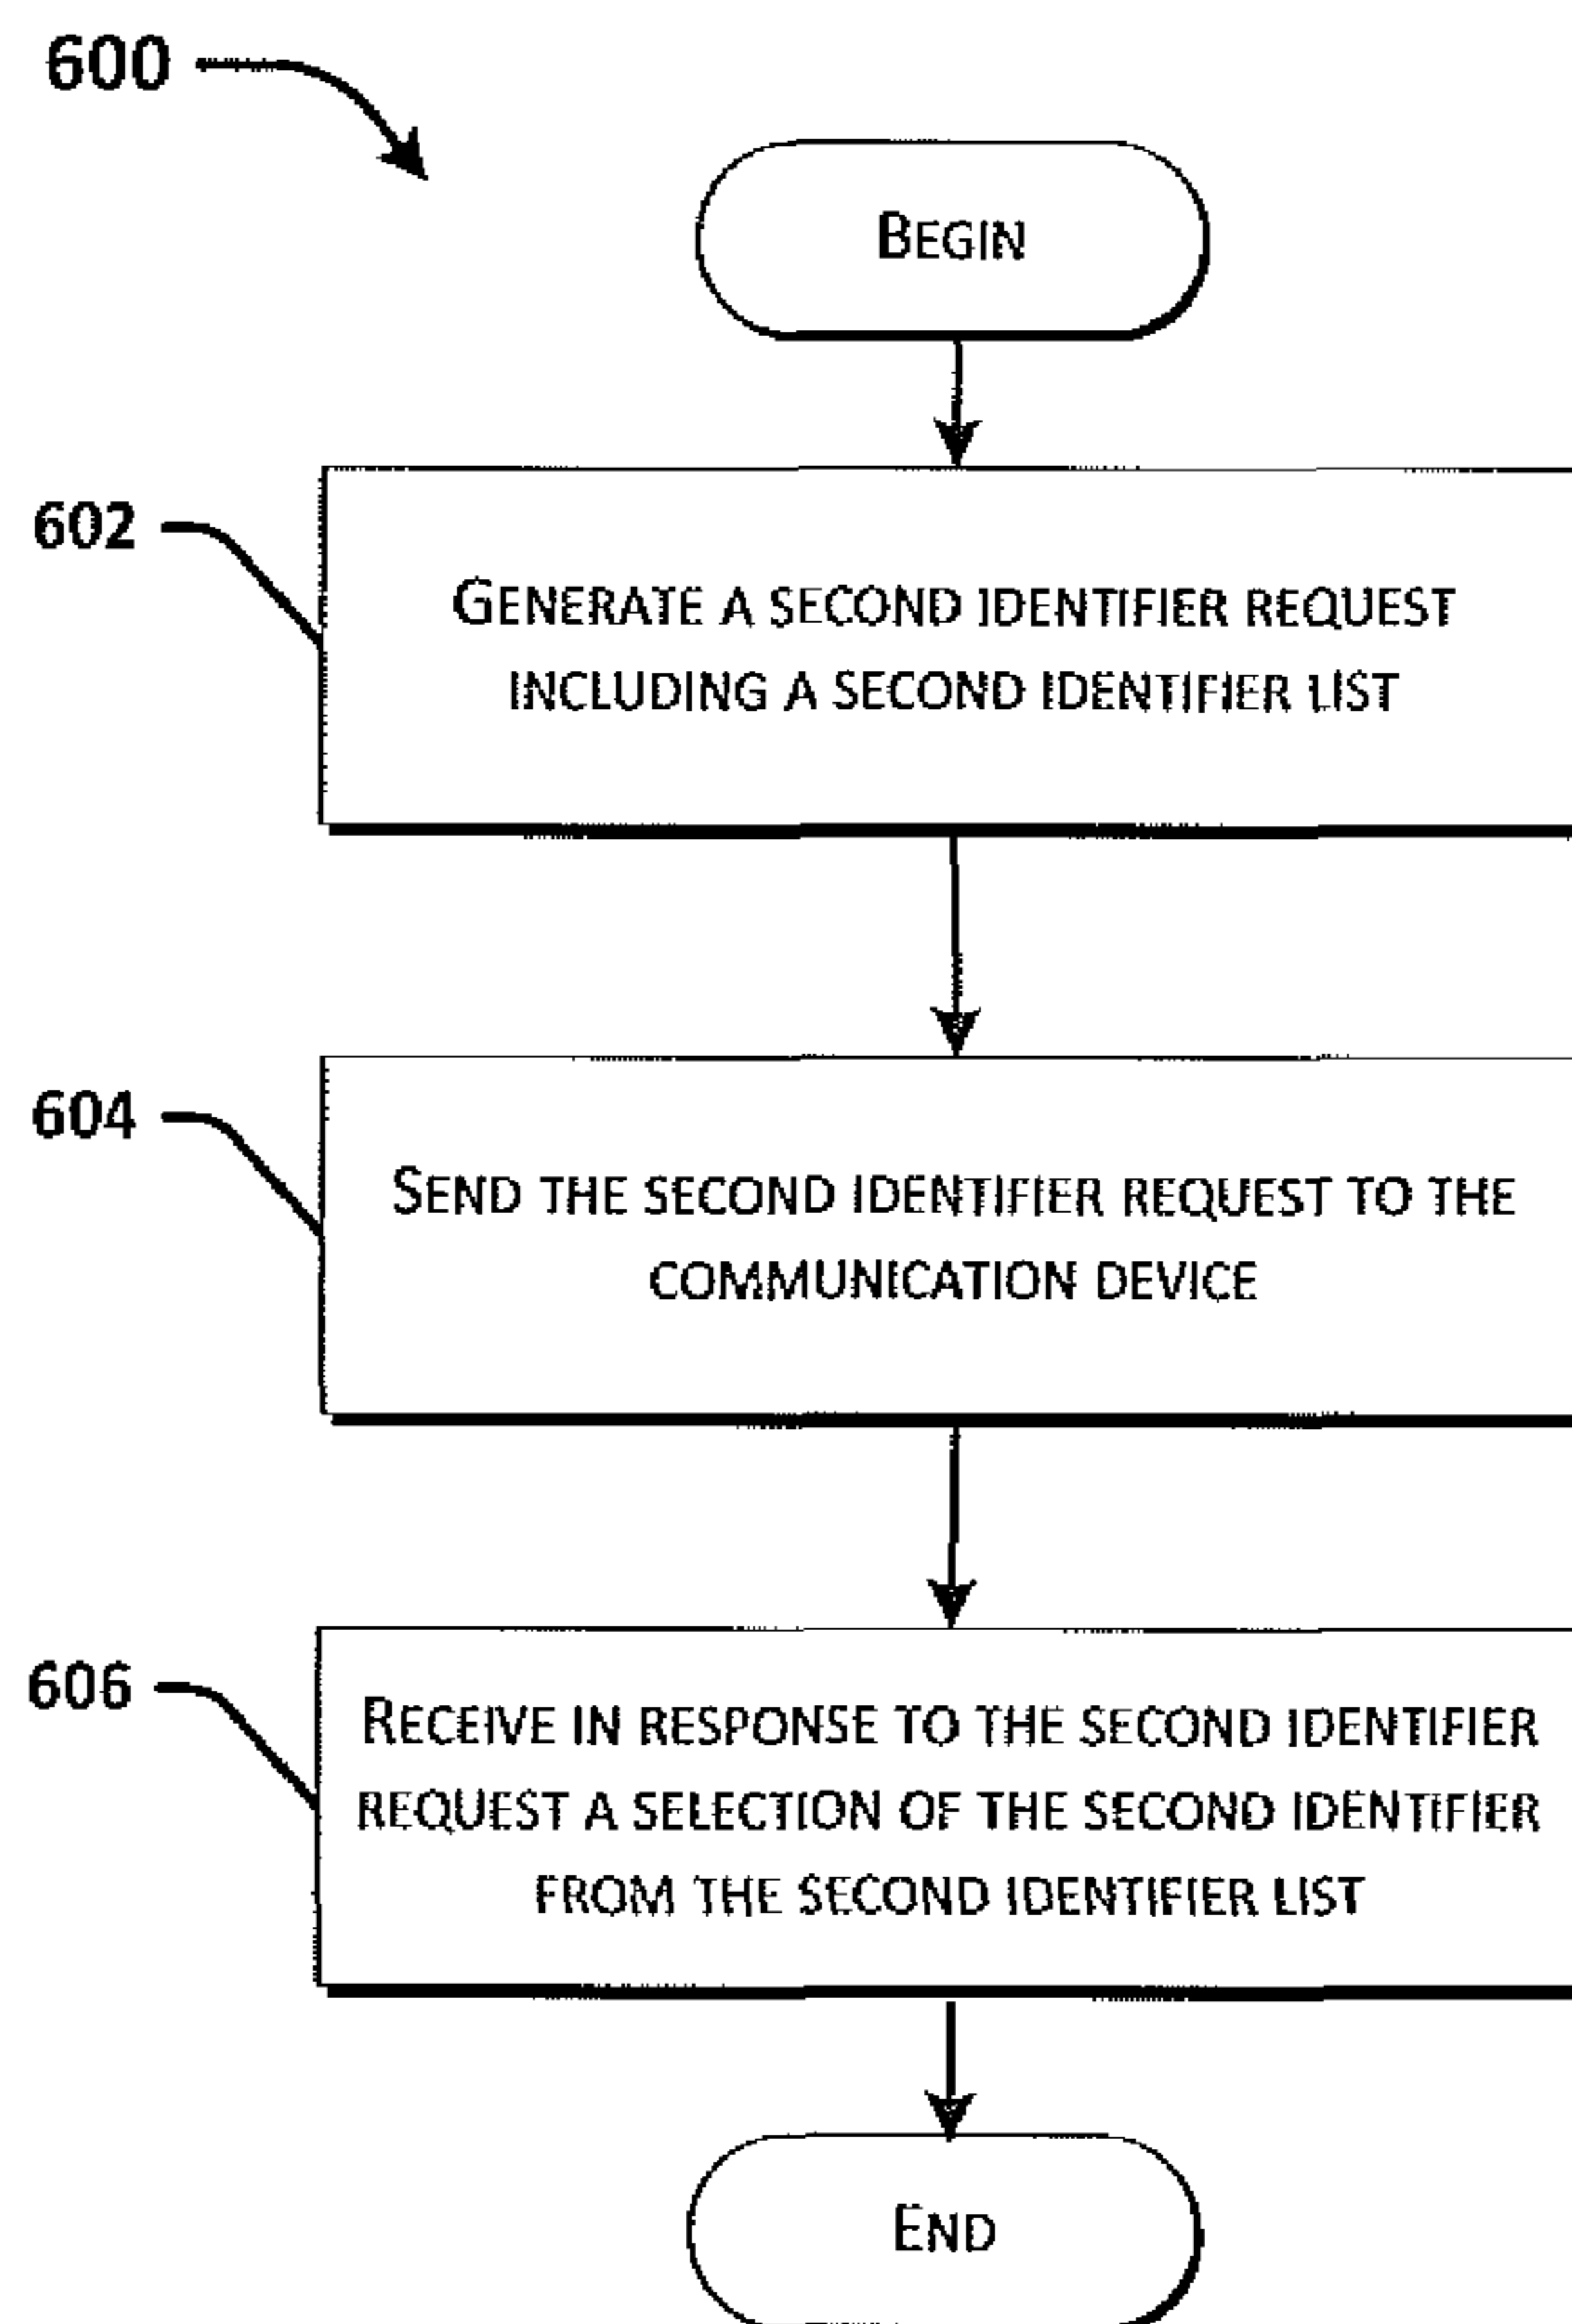 600
BEGIN
602
GENERATE A SECOND IDENTIFIER REQUEST
INCLUDING A SECOND IDENTIFIER LIST
604
SEND THE SECOND IDENTIFIER REQUEST TO THE
COMMUNICATION DEVICE
606
RECEIVE IN RESPONSE TO THE SECOND IDENTIFIER
REQUEST A SELECTION OF THE SECOND IDENTIFIER
FROM THE SECOND IDENTIFIER LIST
END